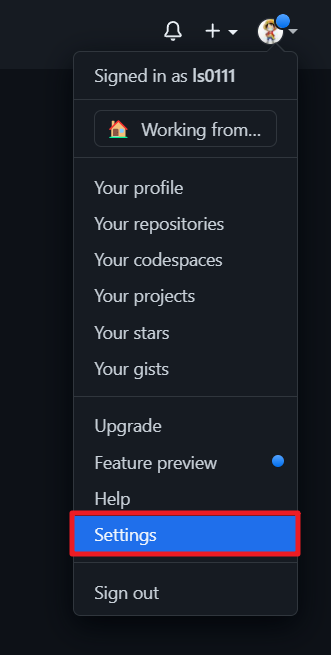 Signed in as ls0111
Working from...
Your profile
Your repositories
Your codespaces
Your projects
Your stars
Your gists
Upgrade
Feature preview
Help
Settings
Sign out